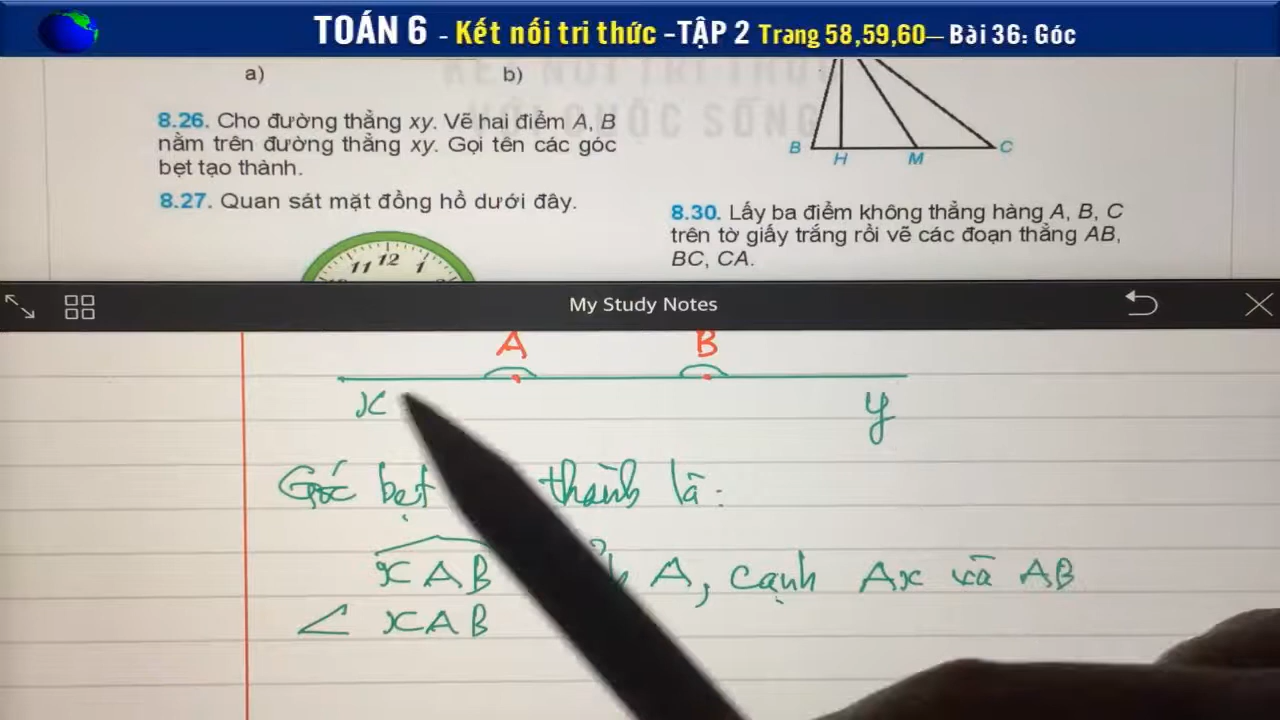 TOÁN 6 - Kết nối tri thức -TẬP 2 Trang 58,59,60— Bài 36: Góc
a) b)
8.26. Cho đường thẳng xy. Vẽ hai điểm A, B
nằm trên đường thẳng xy. Gọi tên các góc
bẹt tạo thành.
8.27. Quan sát mặt đồng hồ dưới đây.
11 12 1
B H M C
8.30. Lấy ba điểm không thẳng hàng A, B, C
trên tờ giấy trắng rồi vẽ các đoạn thẳng AB,
BC, CA.
My Study Notes
A B
x y
Góc bẹt thành là:
xAB A, cạnh Ax và AB
∠ xAB